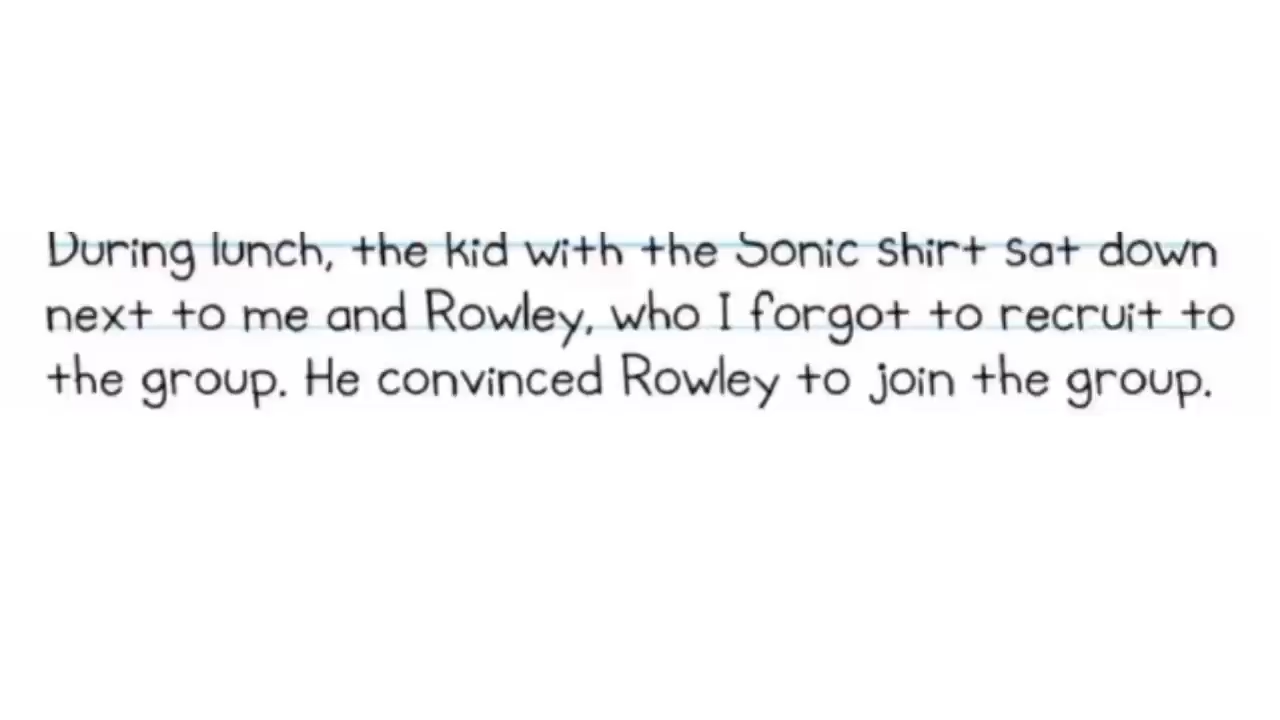 During lunch, the kid with the Sonic shirt sat down
next to me and Rowley, who I forgot to recruit to
the group. He convinced Rowley to join the group.